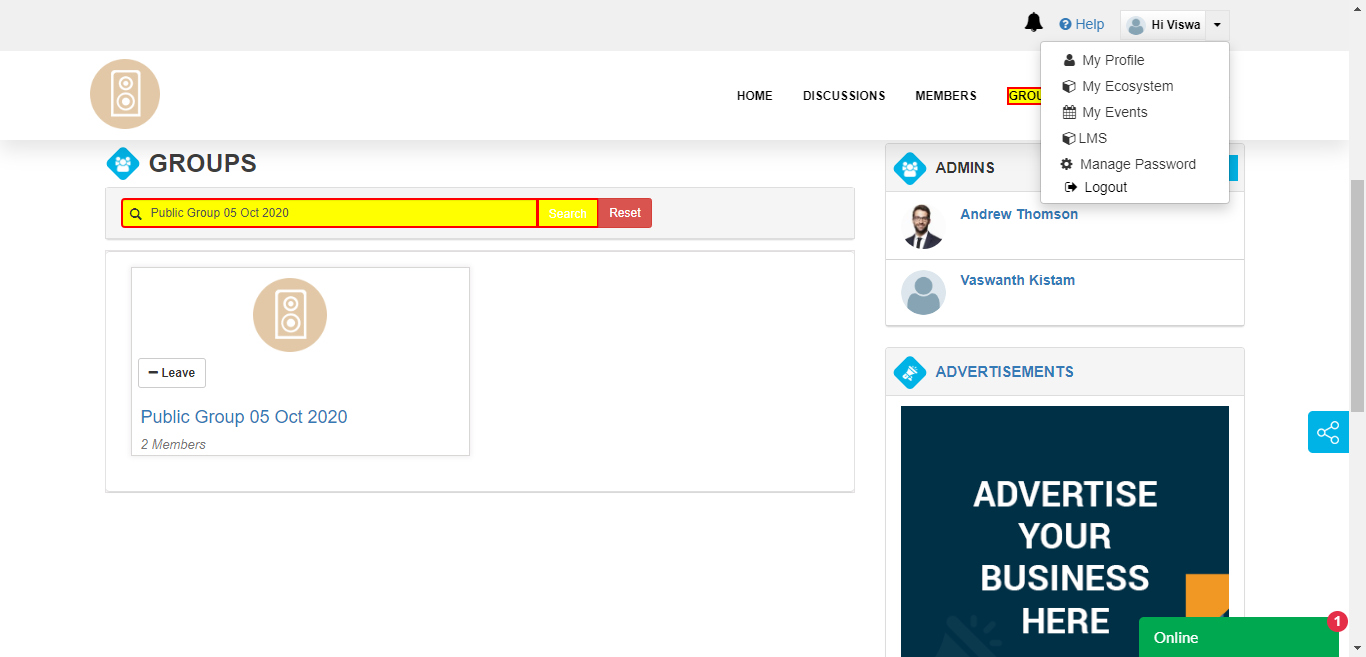 Help
Hi Viswa
My Profile
My Ecosystem
My Events
LMS
Manage Password
Logout
HOME
DISCUSSIONS
MEMBERS
GROUPS
Public Group 05 Oct 2020
Search
Reset
Leave
Public Group 05 Oct 2020
2 Members
ADMINS
Andrew Thomson
Vaswanth Kistam
ADVERTISEMENTS
ADVERTISE
YOUR
BUSINESS
HERE
Online
1